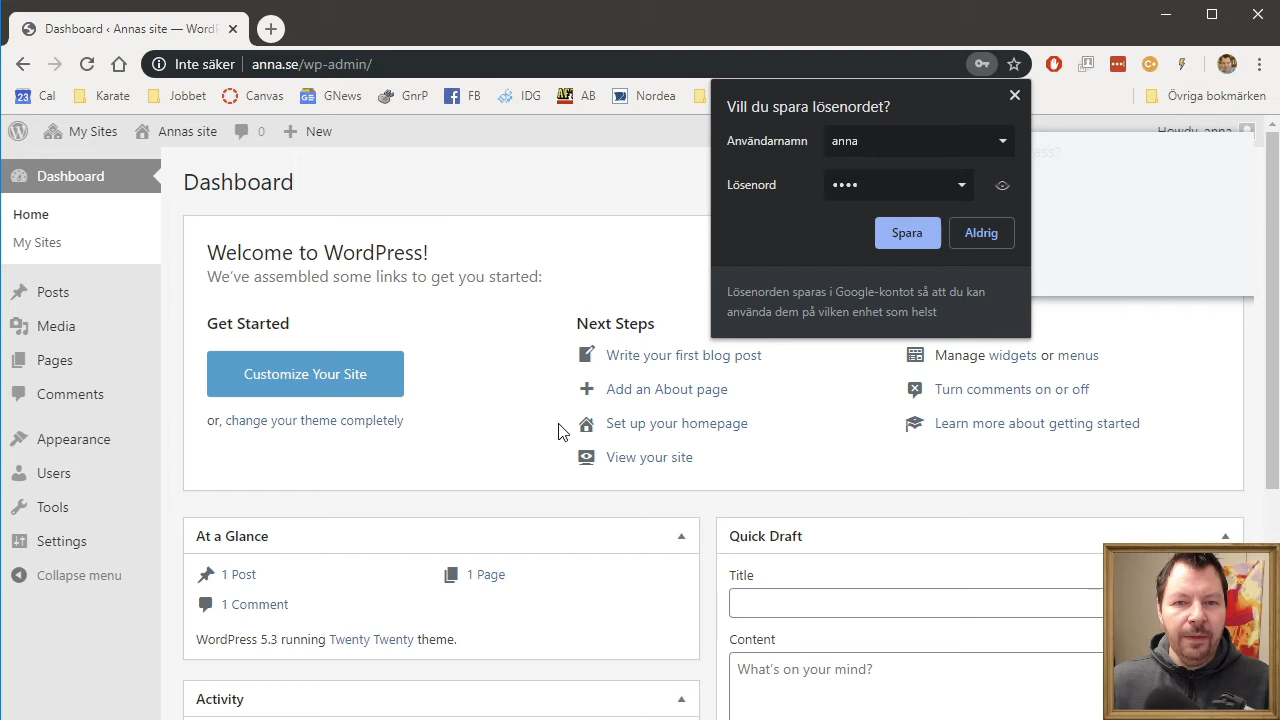 Dashboard ‹ Annas site — WordP
Inte säker anna.se/wp-admin/
Cal Karate Jobbet Canvas GNews GnrP FB IDG AB Nordea Övriga bokmärken
My Sites Annas site 0 New Howdy, anna
Dashboard
Home
My Sites
Posts
Media
Pages
Comments
Appearance
Users
Tools
Settings
Collapse menu
Dashboard
Welcome to WordPress!
We've assembled some links to get you started:
Get Started
Customize Your Site
or, change your theme completely
Next Steps
Write your first blog post
Add an About page
Set up your homepage
View your site
Manage widgets or menus
Turn comments on or off
Learn more about getting started
Vill du spara lösenordet?
Användarnamn anna
Lösenord ••••
Spara Aldrig
Lösenorden sparas i Google-kontot så att du kan
använda dem på vilken enhet som helst
At a Glance
1 Post 1 Page
1 Comment
WordPress 5.3 running Twenty Twenty theme.
Activity
Quick Draft
Title
Content
What's on your mind?